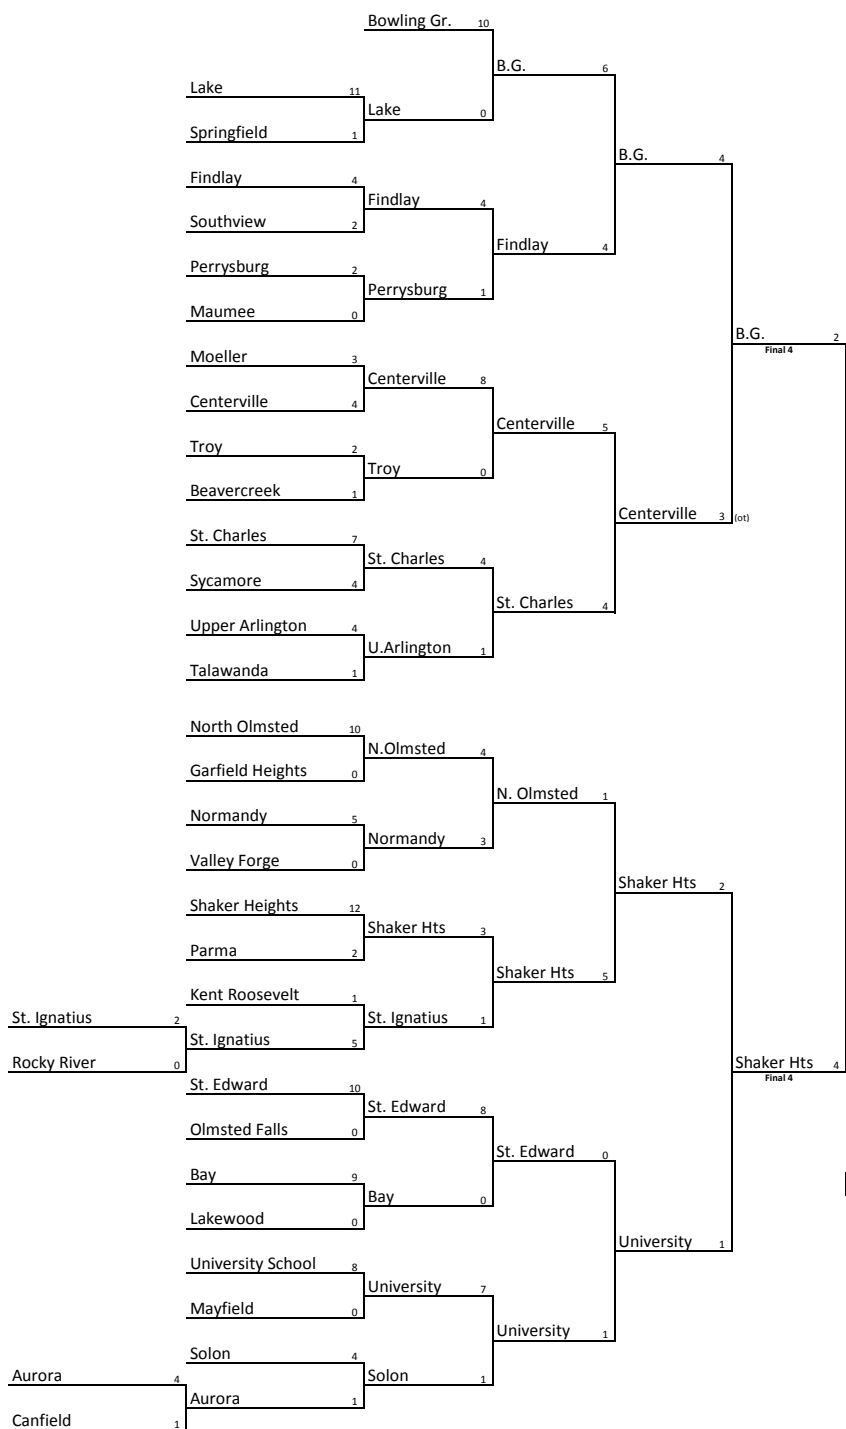 Bowling Gr. 10
B.G. 6
Lake 11
Lake 0
Springfield 1
B.G. 4
Findlay 4
Findlay 4
Southview 2
Findlay 4
Perrysburg 2
Perrysburg 1
Maumee 0
B.G. 2
Final 4
Moeller 3
Centerville 8
Centerville 4
Centerville 5
Troy 2
Troy 0
Beavercreek 1
Centerville 3 (ot)
St. Charles 7
St. Charles 4
Sycamore 4
St. Charles 4
Upper Arlington 4
U.Arlington 1
Talawanda 1
North Olmsted 10
N.Olmsted 4
Garfield Heights 0
N. Olmsted 1
Normandy 5
Normandy 3
Valley Forge 0
Shaker Hts 2
Shaker Heights 12
Shaker Hts 3
Parma 2
Shaker Hts 5
Kent Roosevelt 1
St. Ignatius 2
St. Ignatius 1
St. Ignatius 5
Rocky River 0
Shaker Hts 4
Final 4
St. Edward 10
St. Edward 8
Olmsted Falls 0
St. Edward 0
Bay 9
Bay 0
Lakewood 0
University 1
University School 8
University 7
Mayfield 0
University 1
Solon 4
Aurora 4
Solon 1
Aurora 1
Canfield 1